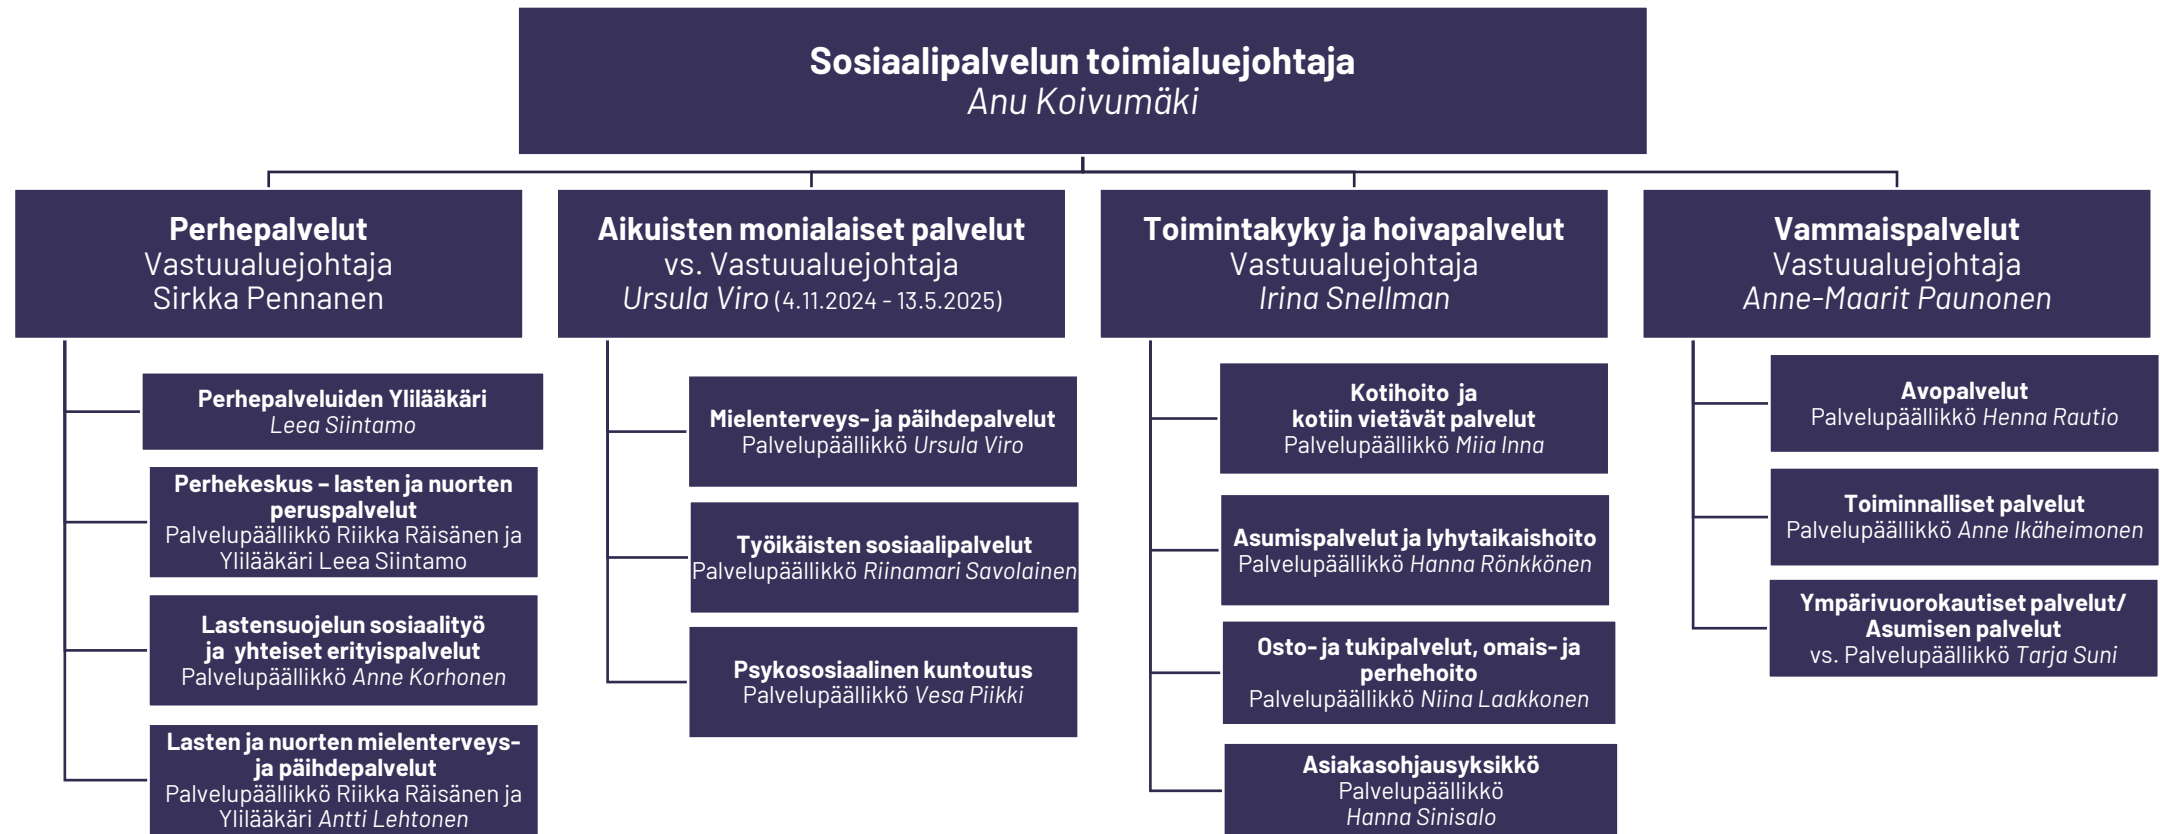 Sosiaalipalvelun toimialuejohtaja
Anu Koivumäki
Perhepalvelut
Vastuualuejohtaja
Sirkka Pennanen
Perhepalveluiden Ylilääkäri
Leea Siintamo
Perhekeskus – lasten ja nuorten
peruspalvelut
Palvelupäällikkö Riikka Räisänen ja
Ylilääkäri Leea Siintamo
Lastensuojelun sosiaalityö
ja yhteiset erityispalvelut
Palvelupäällikkö Anne Korhonen
Lasten ja nuorten mielenterveys-
ja päihdepalvelut
Palvelupäällikkö Riikka Räisänen ja
Ylilääkäri Antti Lehtonen
Aikuisten monialaiset palvelut
vs. Vastuualuejohtaja
Ursula Viro (4.11.2024 - 13.5.2025)
Mielenterveys- ja päihdepalvelut
Palvelupäällikkö Ursula Viro
Työikäisten sosiaalipalvelut
Palvelupäällikkö Riinamari Savolainen
Psykososiaalinen kuntoutus
Palvelupäällikkö Vesa Piikki
Toimintakyky ja hoivapalvelut
Vastuualuejohtaja
Irina Snellman
Kotihoito ja
kotiin vietävät palvelut
Palvelupäällikkö Miia Inna
Asumispalvelut ja lyhytaikaishoito
Palvelupäällikkö Hanna Rönkkönen
Osto- ja tukipalvelut, omais- ja
perhehoito
Palvelupäällikkö Niina Laakkonen
Asiakasohjausyksikkö
Palvelupäällikkö
Hanna Sinisalo
Vammaispalvelut
Vastuualuejohtaja
Anne-Maarit Paunonen
Avopalvelut
Palvelupäällikkö Henna Rautio
Toiminnalliset palvelut
Palvelupäällikkö Anne Ikäheimonen
Ympärivuorokautiset palvelut/
Asumisen palvelut
vs. Palvelupäällikkö Tarja Suni